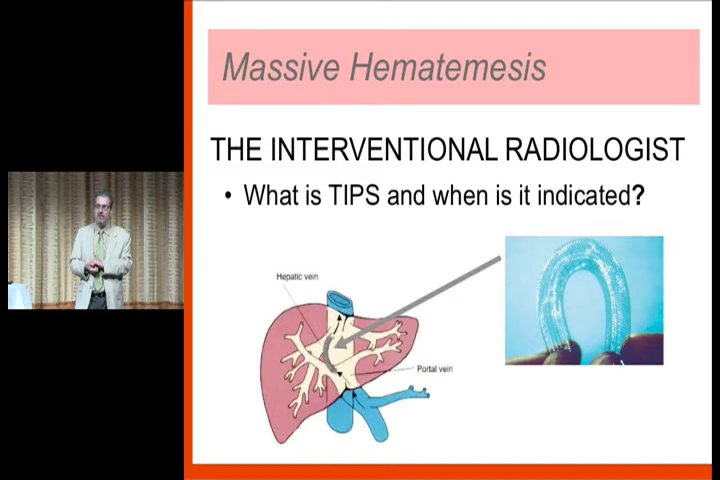 Massive Hematemesis
THE INTERVENTIONAL RADIOLOGIST
• What is TIPS and when is it indicated?
Hepatic vein
Portal vein